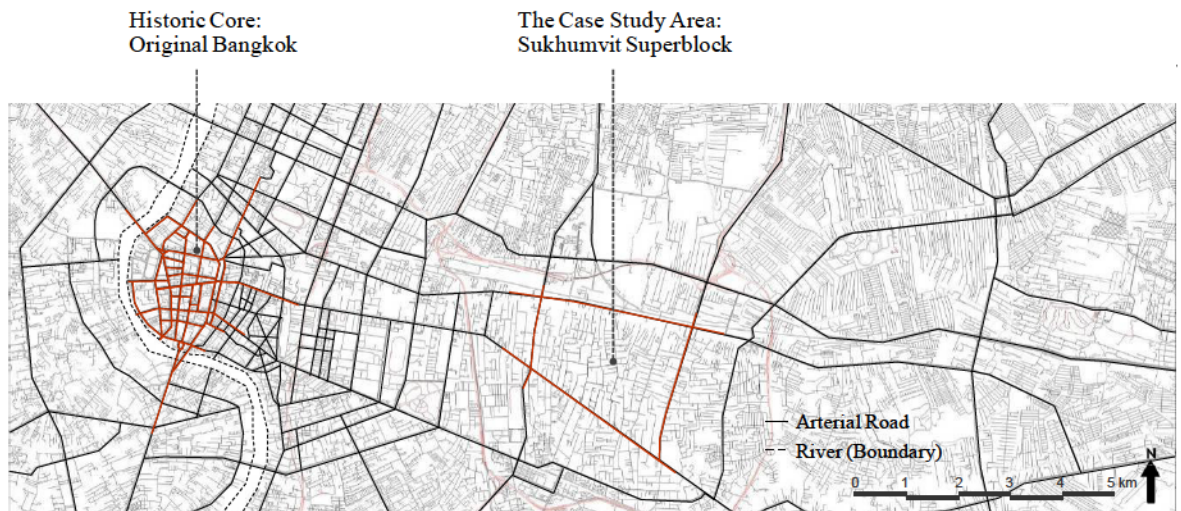 Historic Core:
Original Bangkok
The Case Study Area:
Sukhumvit Superblock
Arterial Road
River (Boundary)
N
0 1 2 3 4 5 km